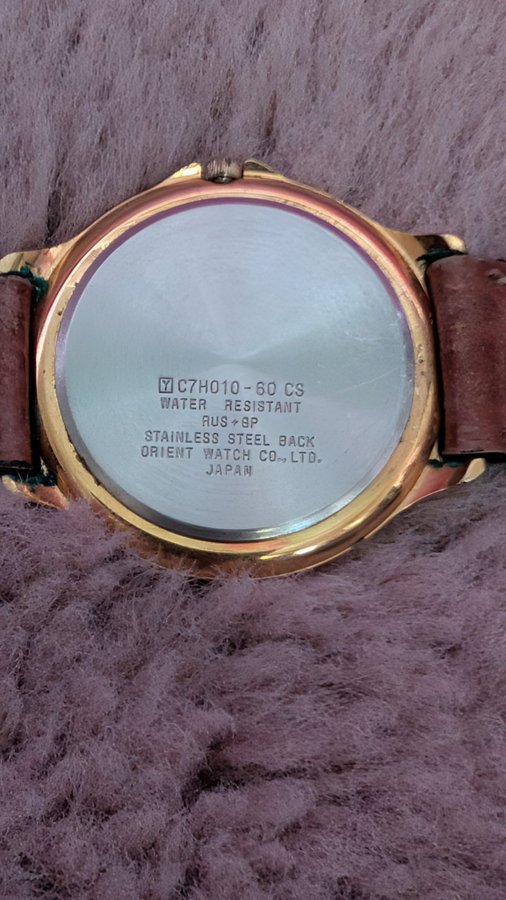 Y C7H010-60 CS
WATER RESISTANT
RUS GP
STAINLESS STEEL BACK
ORIENT WATCH CO., LTD.
JAPAN